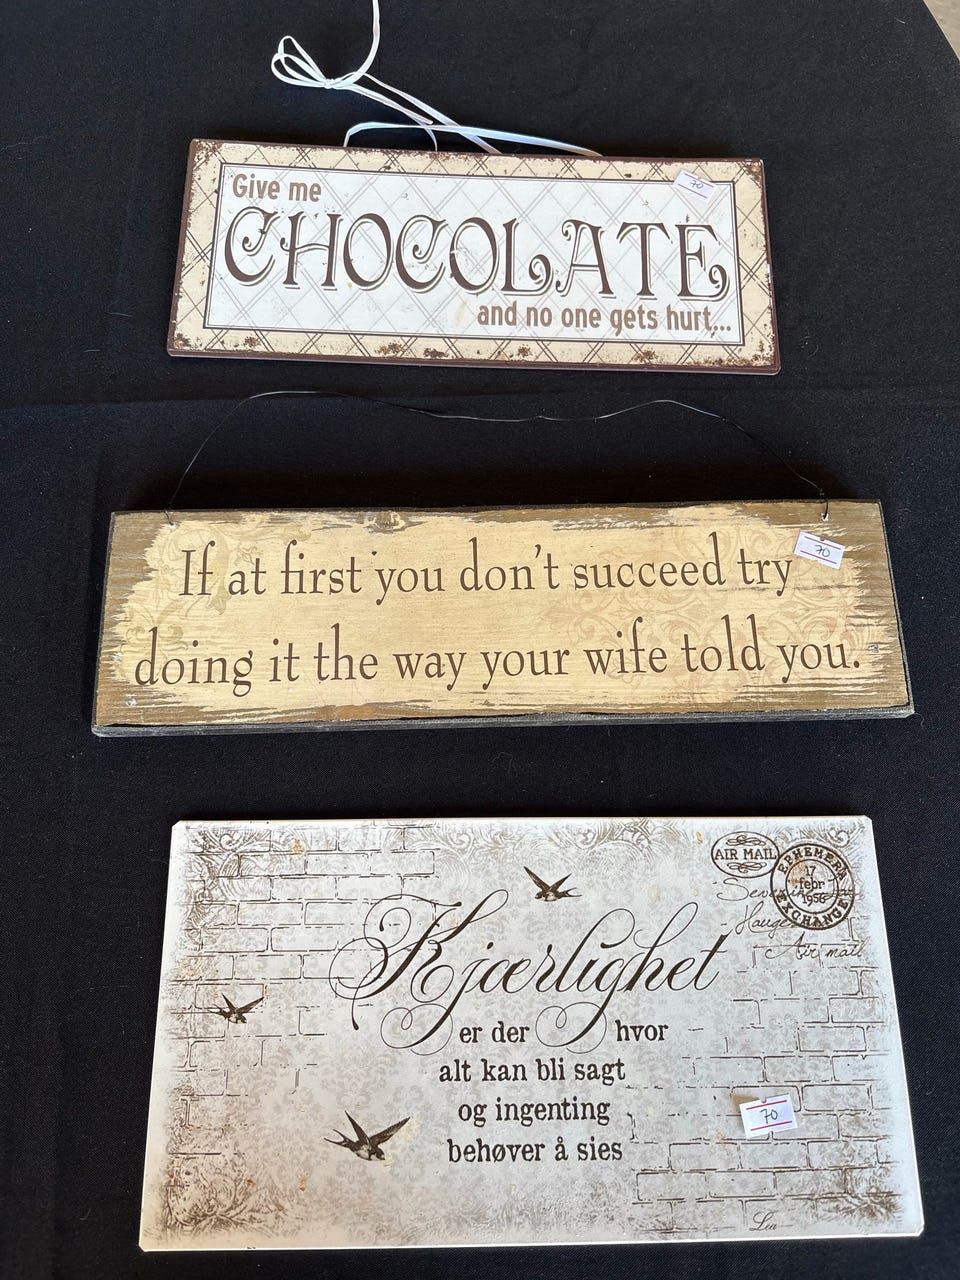 Give me
CHOCOLATE
and no one gets hurt...
70
If at first you don't succeed try
doing it the way your wife told you.
70
AIR MAIL
EPHEMERA
17
febr
1956
EXCHANGE
Hauge
Air mail
Kjærlighet
er der hvor
alt kan bli sagt
og ingenting
behøver å sies
70
Lea